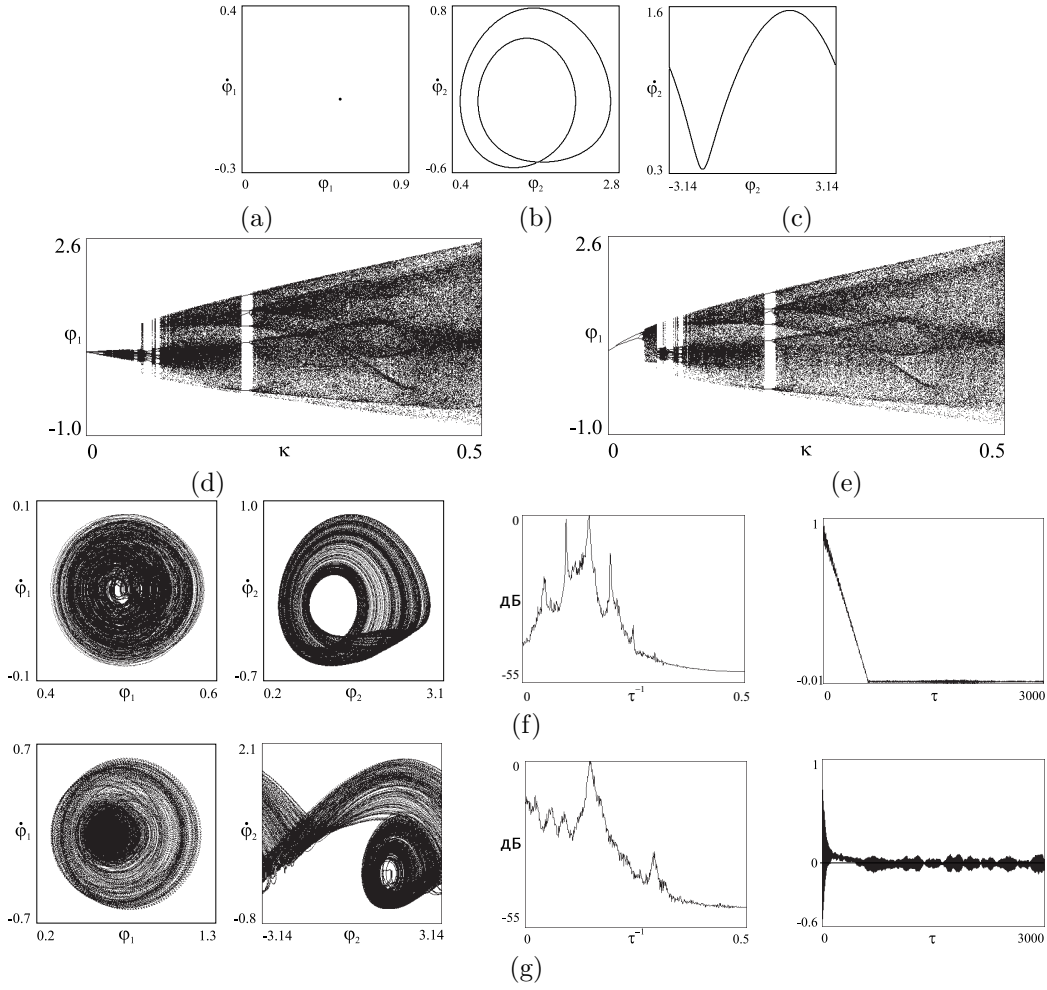 0.4
φ̇₁
-0.3
0 φ₁ 0.9
(a)
0.8
φ̇₂
-0.6
0.4 φ₂ 2.8
(b)
1.6
φ̇₂
0.3
-3.14 φ₂ 3.14
(c)
2.6
φ₁
-1.0
0 κ 0.5
(d)
2.6
φ₁
-1.0
0 κ 0.5
(e)
0.1
φ̇₁
-0.1
0.4 φ₁ 0.6
1.0
φ̇₂
-0.7
0.2 φ₂ 3.1
0
дБ
-55
0 τ⁻¹ 0.5
1
-0.01
0 τ 3000
(f)
0.7
φ̇₁
-0.7
0.2 φ₁ 1.3
2.1
φ̇₂
-0.8
-3.14 φ₂ 3.14
0
дБ
-55
0 τ⁻¹ 0.5
1
0
-0.6
0 τ 3000
(g)